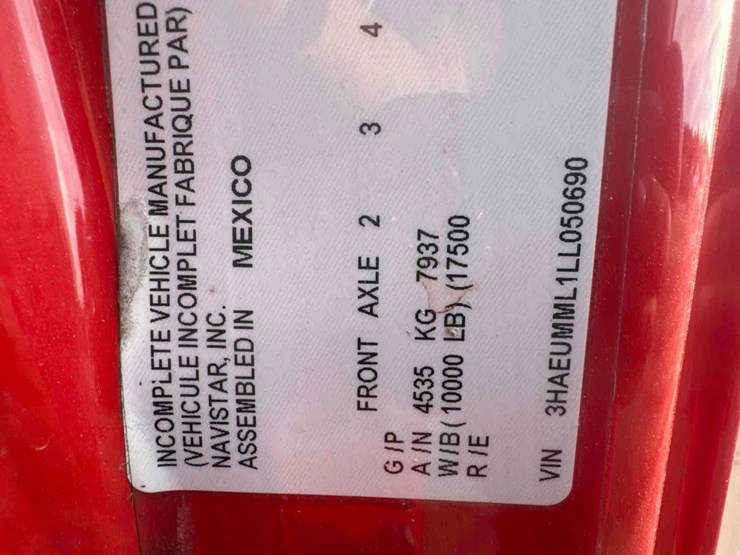 INCOMPLETE VEHICLE MANUFACTURED
(VEHICULE INCOMPLET FABRIQUE PAR)
NAVISTAR, INC.
ASSEMBLED IN MEXICO
FRONT AXLE 2 3 4
G/P
A/N 4535 KG 7937
W/B(10000 LB) (17500
R/E
VIN 3HAEUMML1LL050690